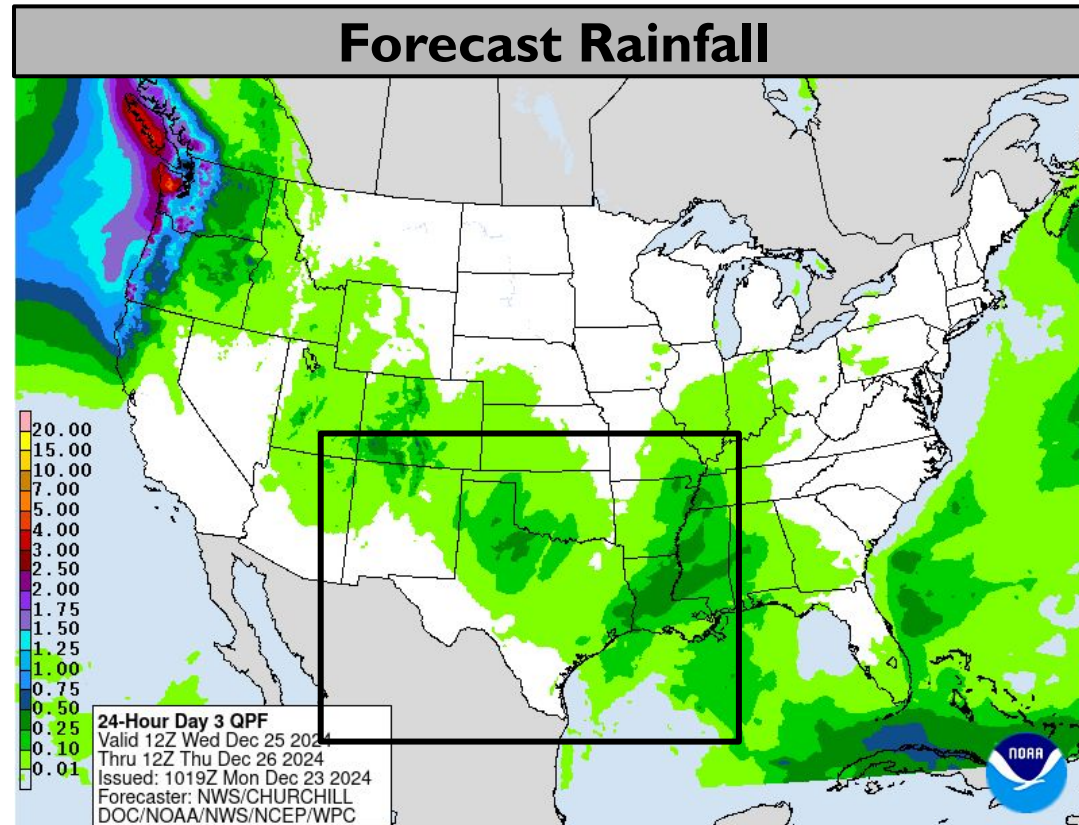 Forecast Rainfall
20.00
15.00
10.00
7.00
5.00
4.00
3.00
2.50
2.00
1.75
1.50
1.25
1.00
0.75
0.50
0.25
0.10
0.01
24-Hour Day 3 QPF
Valid 12Z Wed Dec 25 2024
Thru 12Z Thu Dec 26 2024
Issued: 1019Z Mon Dec 23 2024
Forecaster: NWS/CHURCHILL
DOC/NOAA/NWS/NCEP/WPC
NOAA